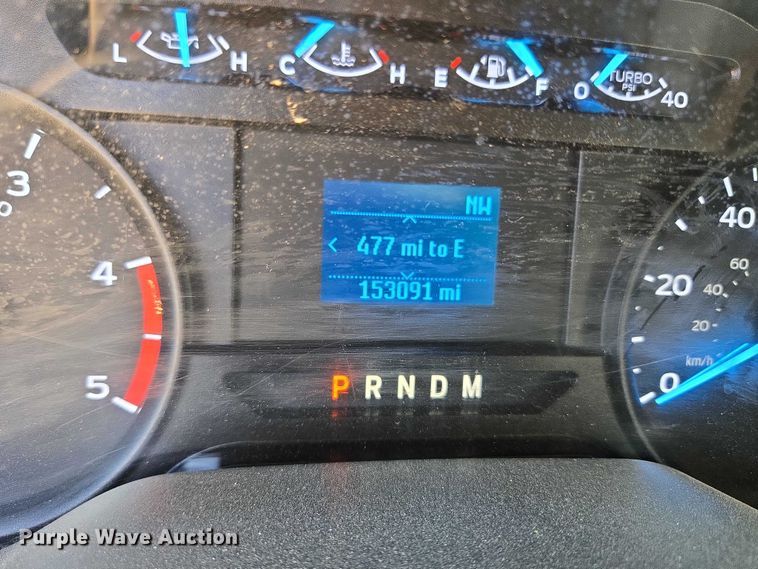 L H C H E F 0 TURBO PSI 40
3
4
5
NW
< 477 mi to E
153091 mi
P R N D M
40
20
0
60
40
20
km/h
Purple Wave Auction